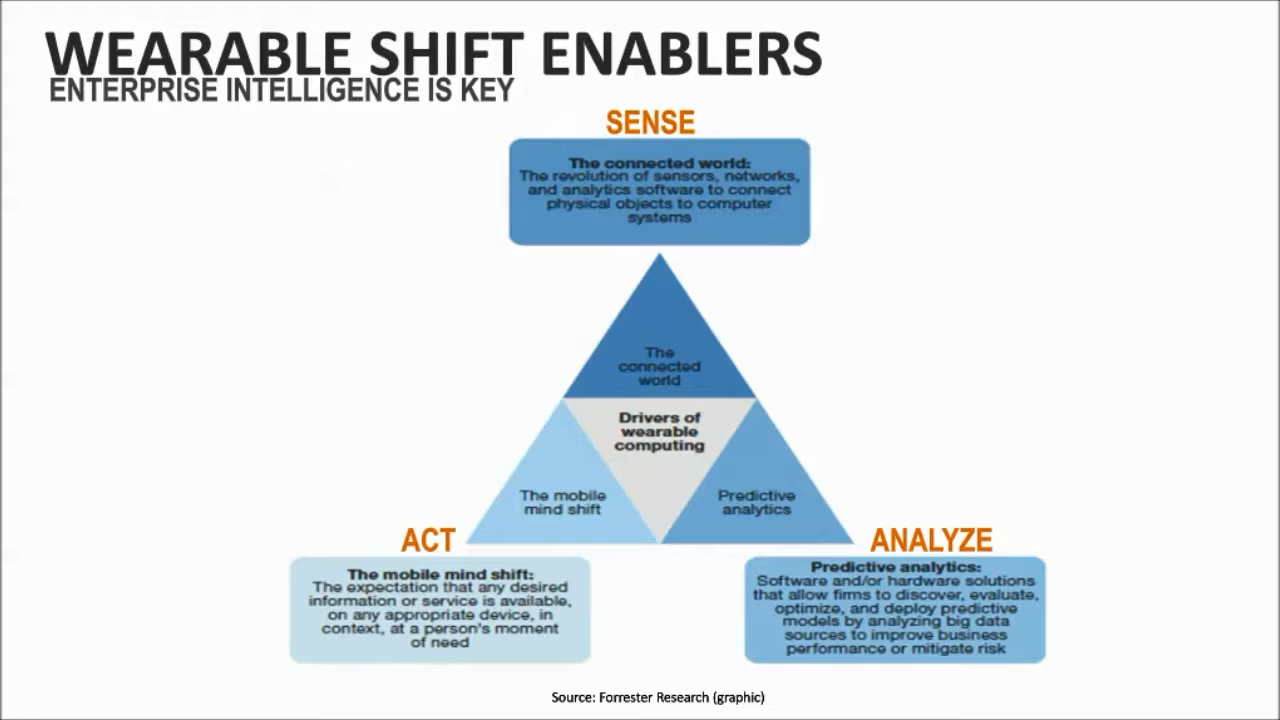 WEARABLE SHIFT ENABLERS
ENTERPRISE INTELLIGENCE IS KEY
SENSE
The connected world:
The revolution of sensors, networks,
and analytics software to connect
physical objects to computer
systems
The
connected
world
Drivers of
wearable
computing
The mobile
mind shift
Predictive
analytics
ACT
The mobile mind shift:
The expectation that any desired
information or service is available,
on any appropriate device, in
context, at a person's moment
of need
ANALYZE
Predictive analytics:
Software and/or hardware solutions
that allow firms to discover, evaluate,
optimize, and deploy predictive
models by analyzing big data
sources to improve business
performance or mitigate risk
Source: Forrester Research (graphic)